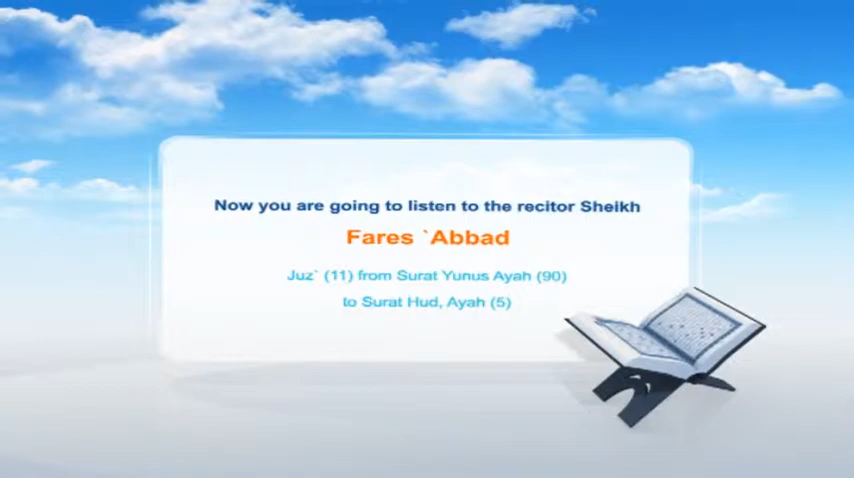 Now you are going to listen to the recitor Sheikh
Fares `Abbad
Juz` (11) from Surat Yunus Ayah (90)
to Surat Hud, Ayah (5)